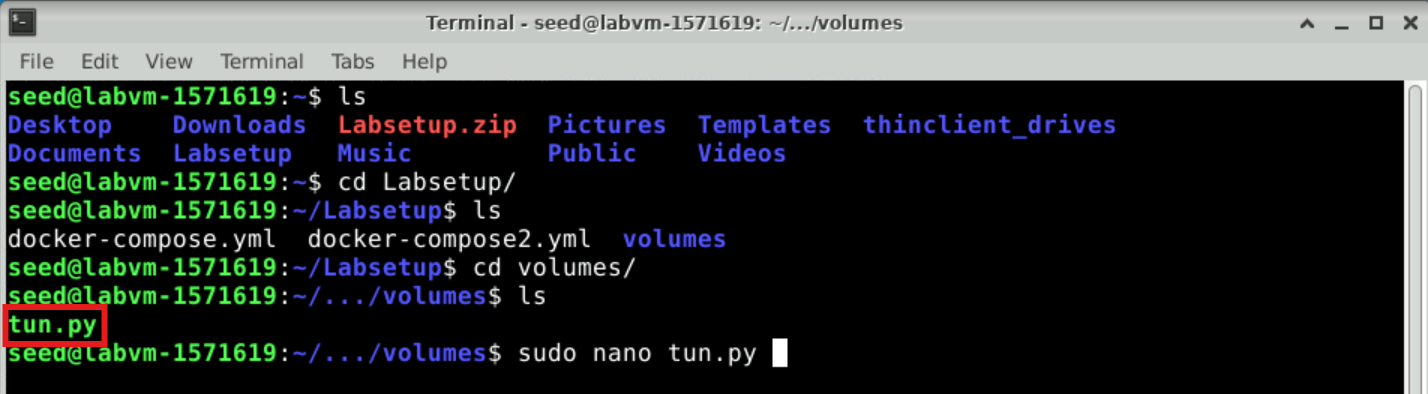 Terminal - seed@labvm-1571619: ~/.../volumes
File Edit View Terminal Tabs Help
seed@labvm-1571619:~$ ls
Desktop Downloads Labsetup.zip Pictures Templates thinclient_drives
Documents Labsetup Music Public Videos
seed@labvm-1571619:~$ cd Labsetup/
seed@labvm-1571619:~/Labsetup$ ls
docker-compose.yml docker-compose2.yml volumes
seed@labvm-1571619:~/Labsetup$ cd volumes/
seed@labvm-1571619:~/.../volumes$ ls
tun.py
seed@labvm-1571619:~/.../volumes$ sudo nano tun.py